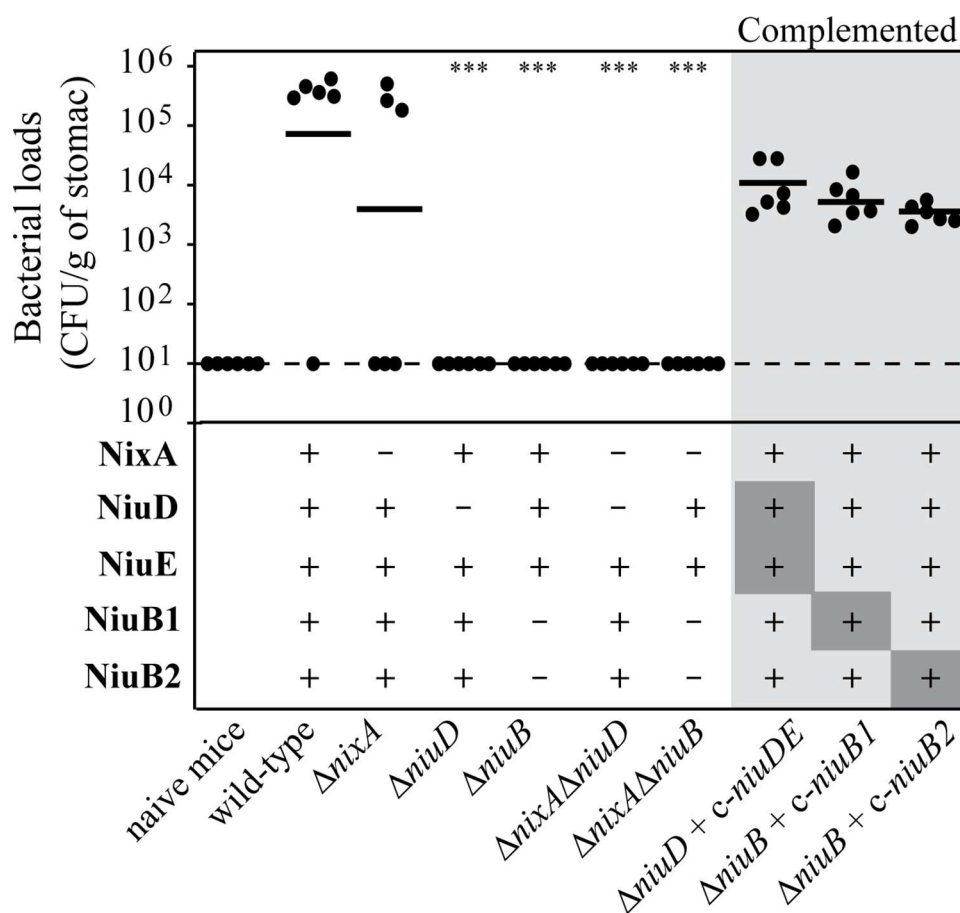 Complemented
Bacterial loads
(CFU/g of stomac)
10⁶
10⁵
10⁴
10³
10²
10¹
10⁰
*** *** *** ***
NixA + − + + − − + + +
NiuD + + − + − + + + +
NiuE + + + + + + + + +
NiuB1 + + + − + − + + +
NiuB2 + + + − + − + + +
naive mice
wild-type
ΔnixA
ΔniuD
ΔniuB
ΔnixAΔniuD
ΔnixAΔniuB
ΔniuD + c-niuDE
ΔniuB + c-niuB1
ΔniuB + c-niuB2